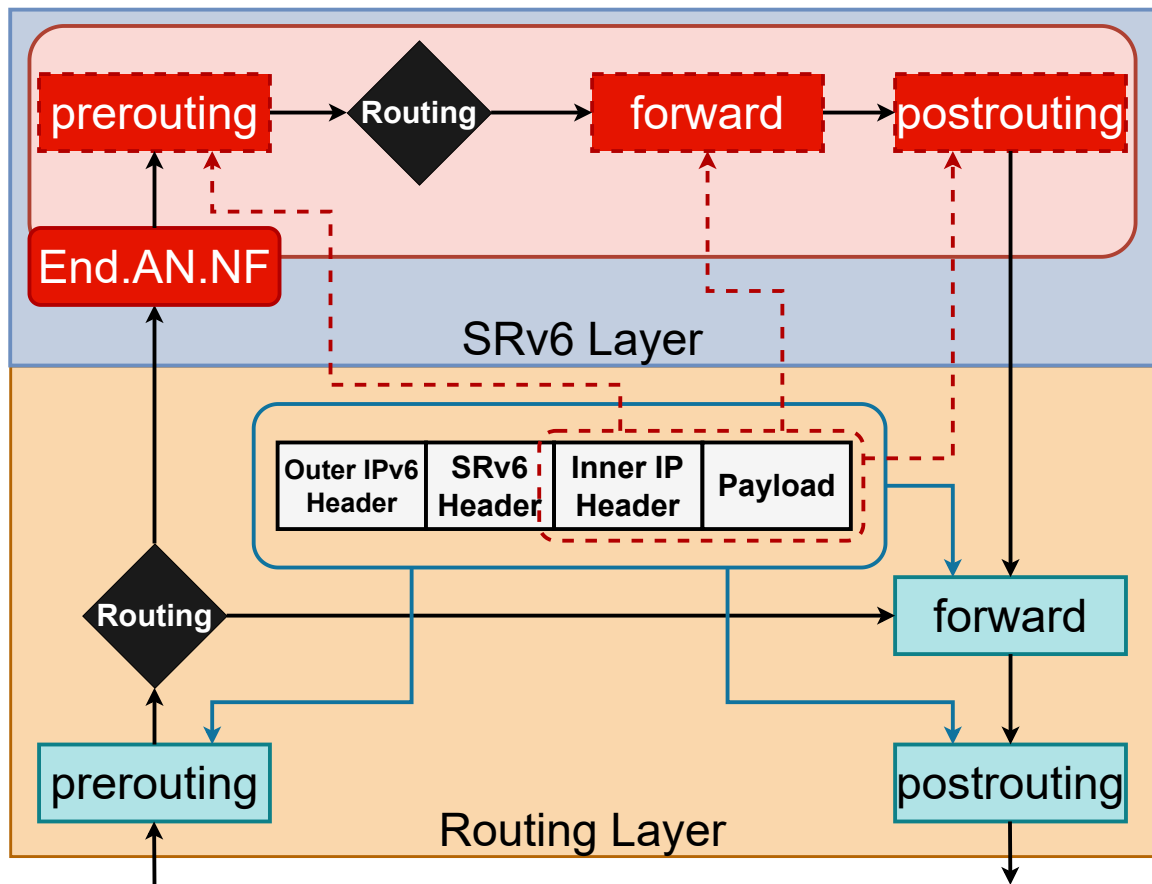 prerouting
Routing
forward
postrouting
End.AN.NF
SRv6 Layer
Outer IPv6
Header
SRv6
Header
Inner IP
Header
Payload
Routing
forward
prerouting
postrouting
Routing Layer